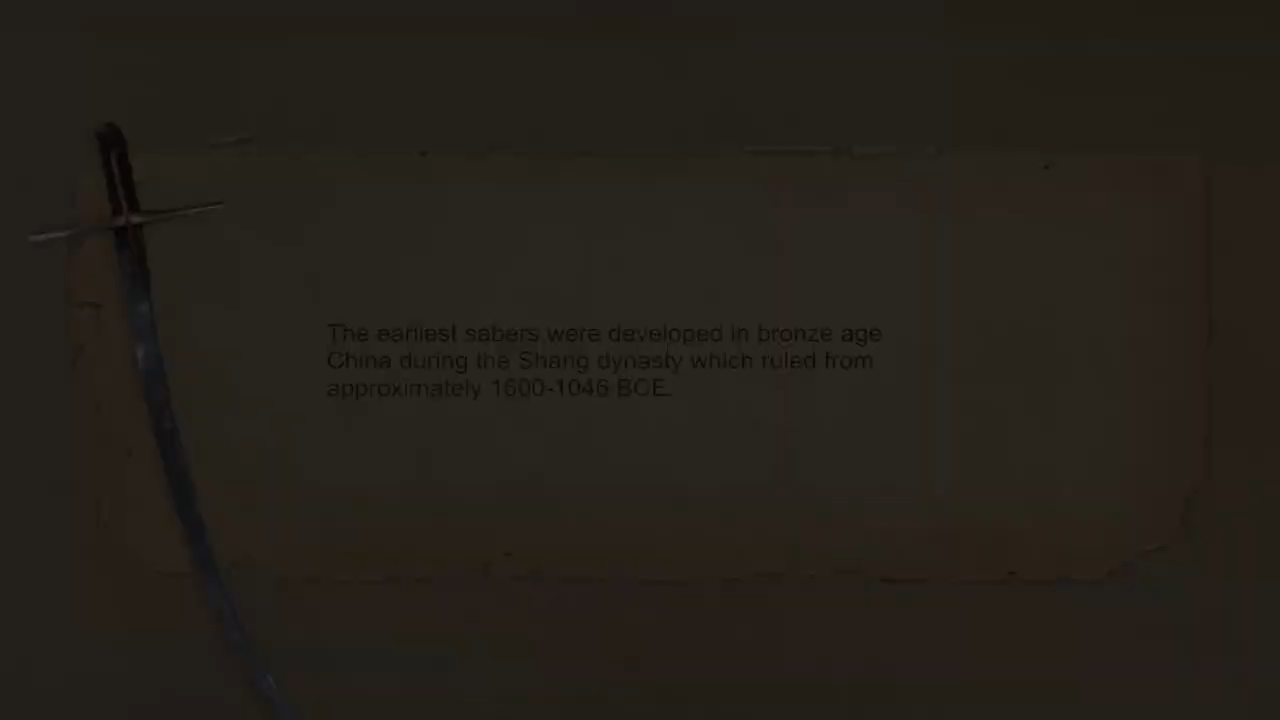 The earliest sabers were developed in bronze age
China during the Shang dynasty which ruled from
approximately 1600-1046 BCE.